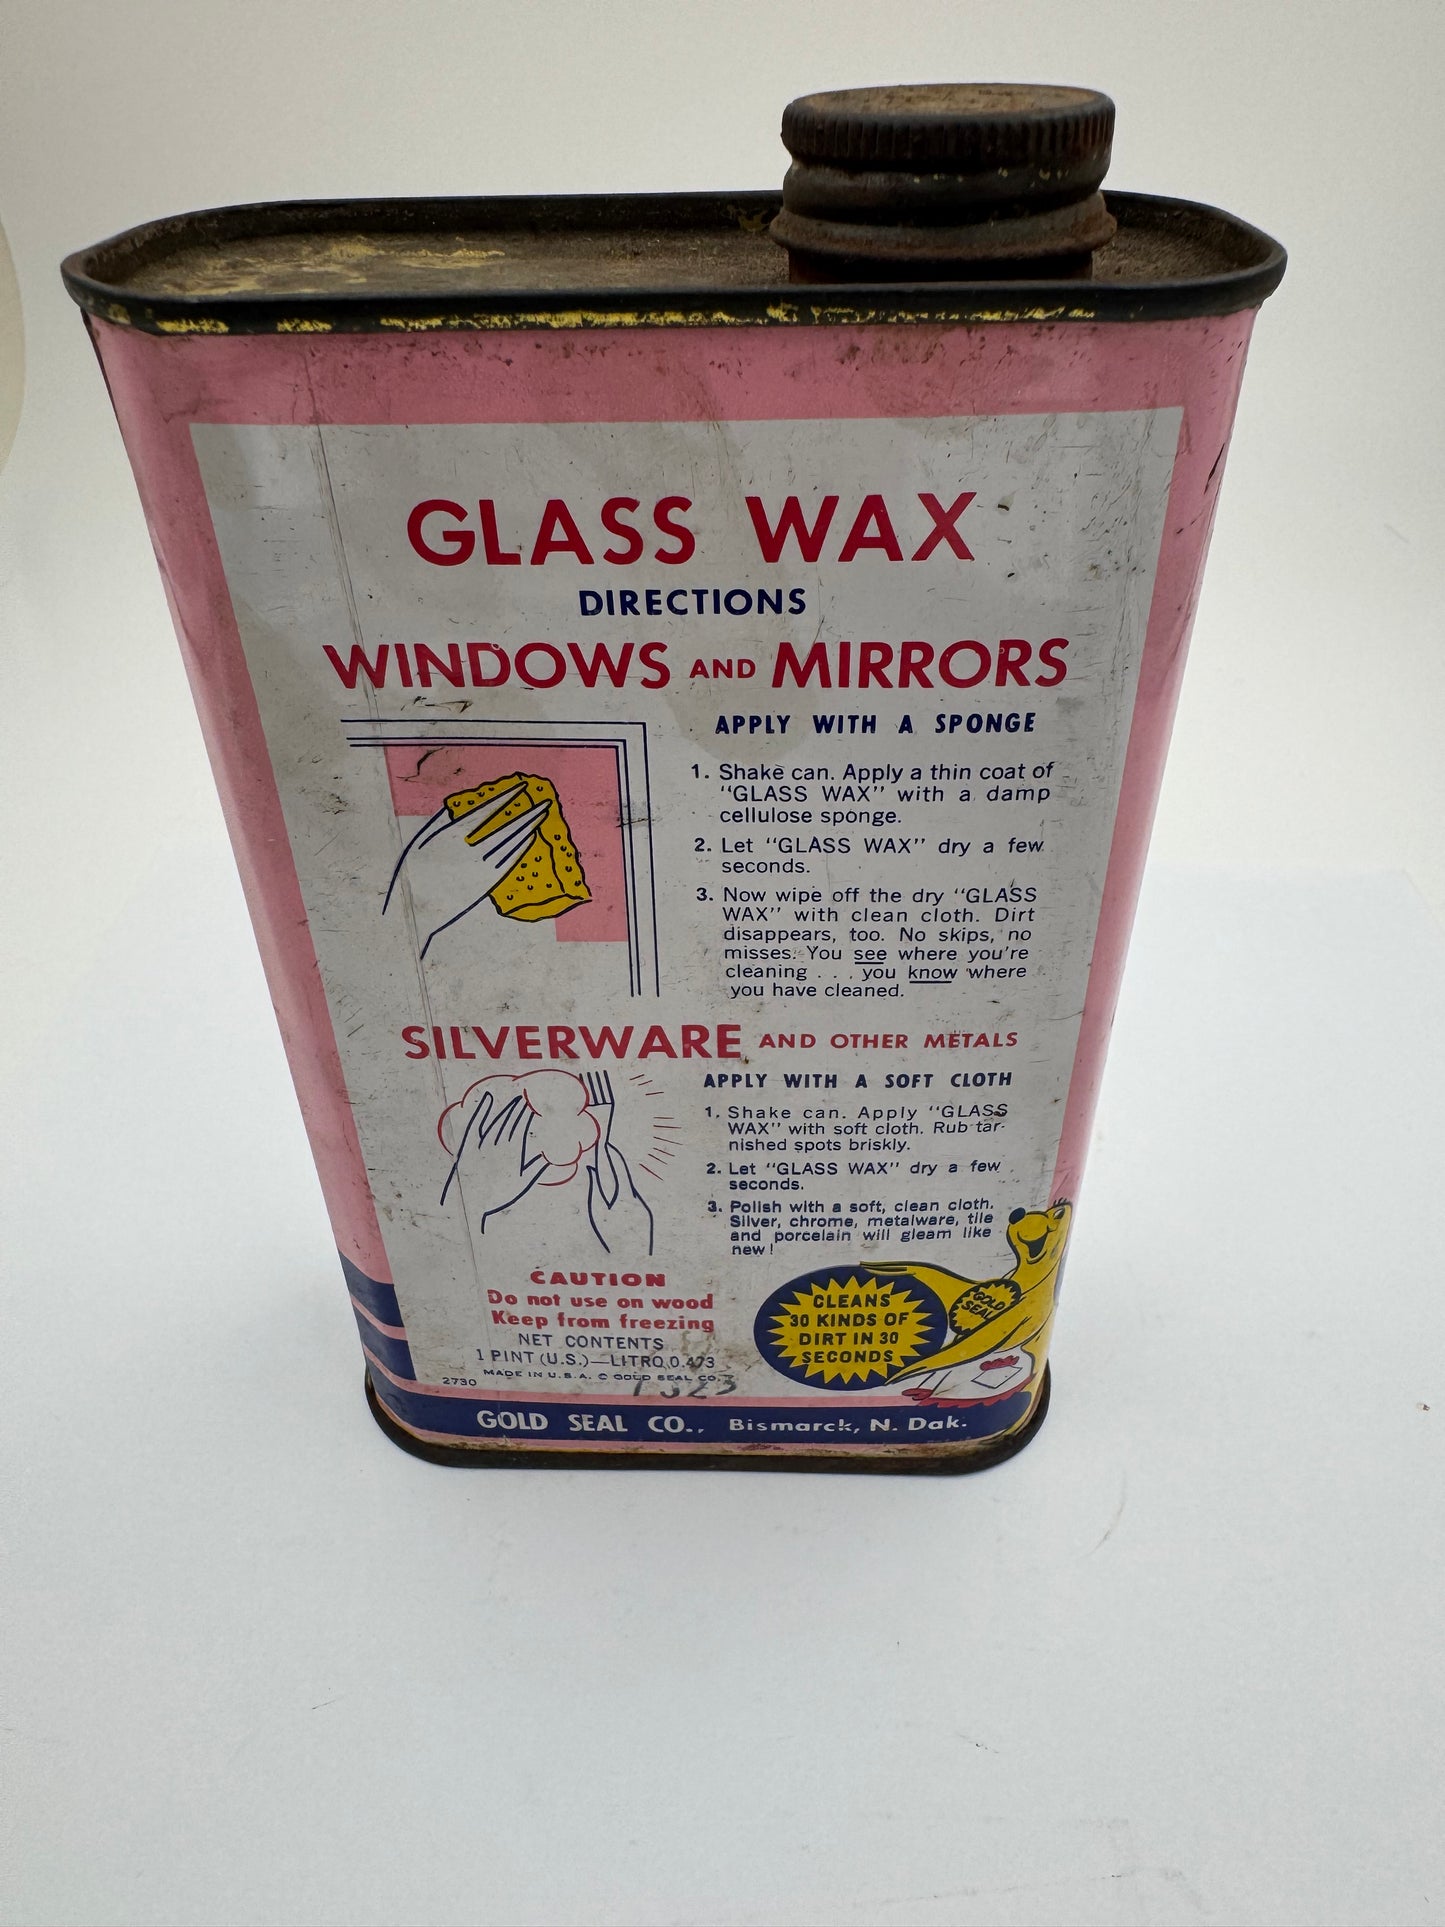 GLASS WAX
DIRECTIONS
WINDOWS AND MIRRORS
APPLY WITH A SPONGE
1. Shake can. Apply a thin coat of
"GLASS WAX" with a damp
cellulose sponge.
2. Let "GLASS WAX" dry a few
seconds.
3. Now wipe off the dry "GLASS
WAX" with clean cloth. Dirt
disappears, too. No skips, no
misses. You see where you're
cleaning . . . you know where
you have cleaned.
SILVERWARE AND OTHER METALS
APPLY WITH A SOFT CLOTH
1. Shake can. Apply "GLASS
WAX" with soft cloth. Rub tar-
nished spots briskly.
2. Let "GLASS WAX" dry a few
seconds.
3. Polish with a soft, clean cloth.
Silver, chrome, metalware, tile
and porcelain will gleam like
new!
CAUTION
Do not use on wood
Keep from freezing
NET CONTENTS
1 PINT (U.S.)—LITRO 0.473
MADE IN U.S.A. © GOLD SEAL CO.
2730
CLEANS
30 KINDS OF
DIRT IN 30
SECONDS
GOLD
SEAL
GOLD SEAL CO., Bismarck, N. Dak.